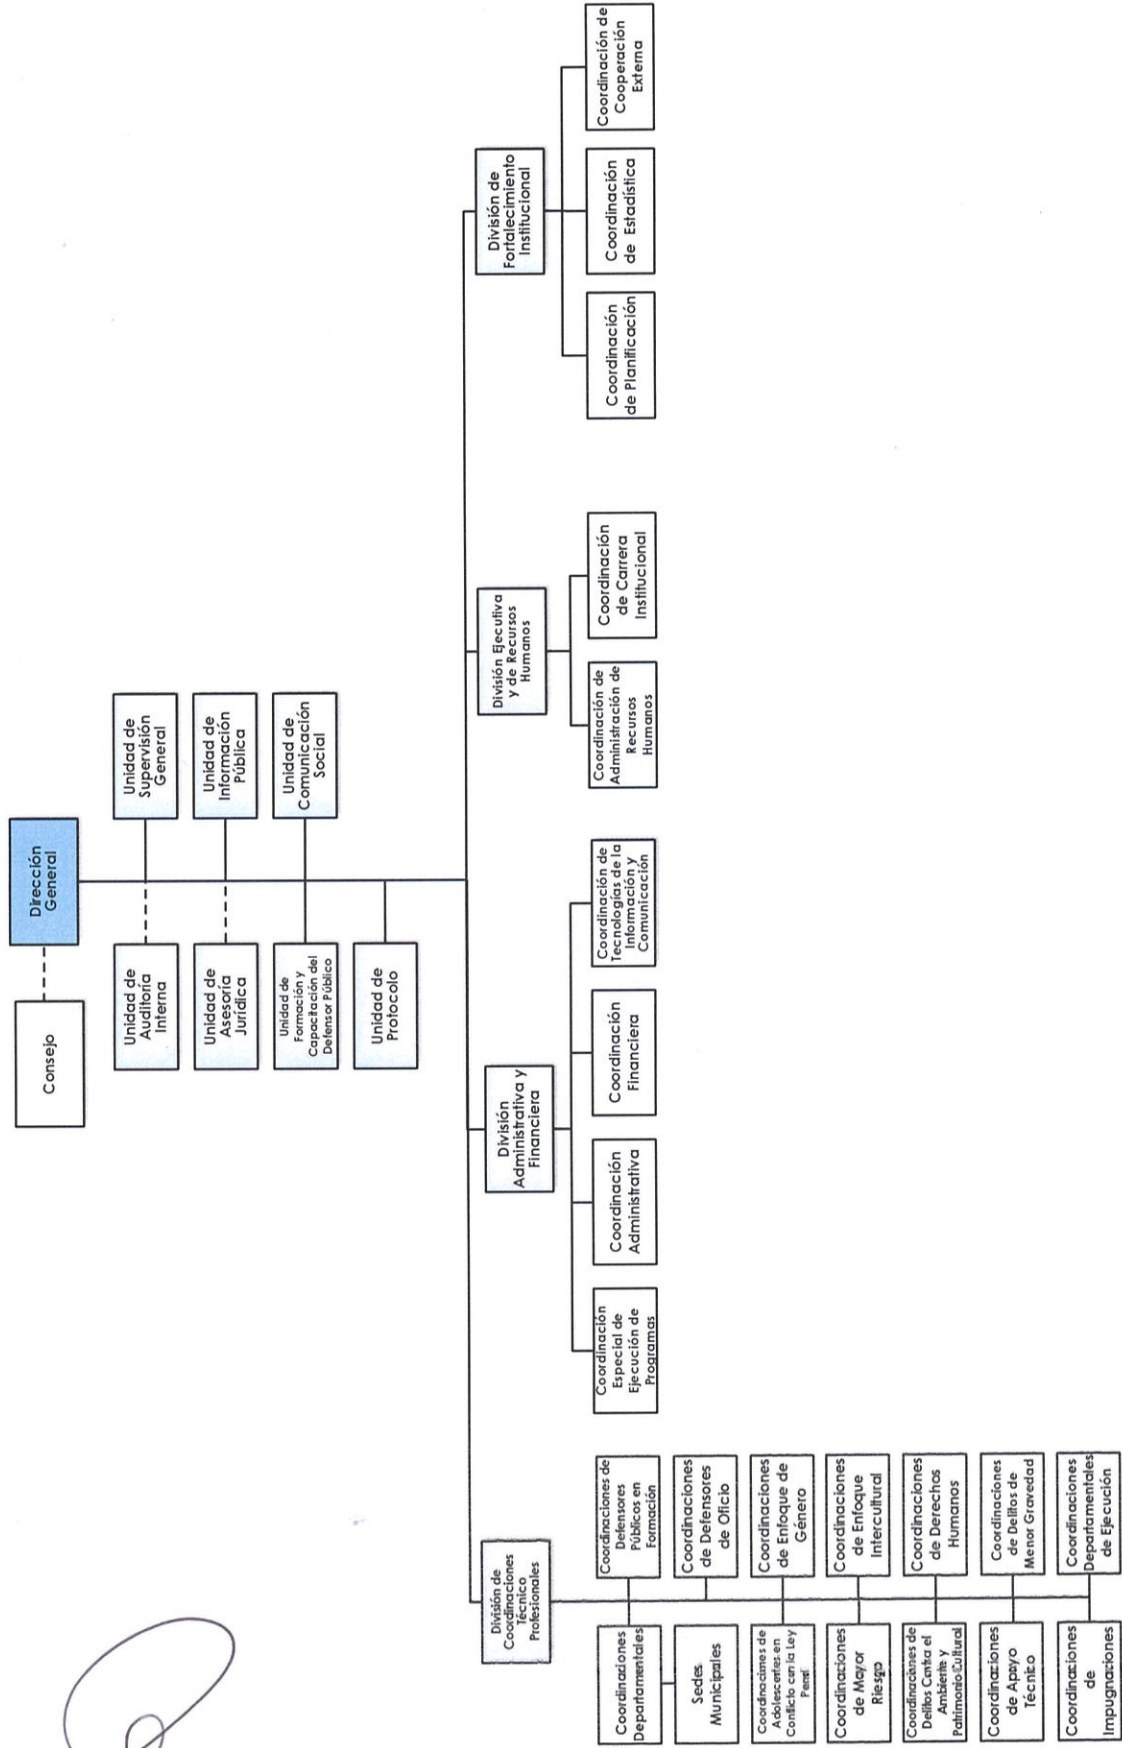 Consejo
Dirección
General
Unidad de
Auditoría
Interna
Unidad de
Supervisión
General
Unidad de
Asesoría
Jurídica
Unidad de
Información
Pública
Unidad de
Formación y
Capacitación del
Defensor Público
Unidad de
Comunicación
Social
Unidad de
Protocolo
División de
Coordinaciones
Técnico
Profesionales
División
Administrativa y
Financiera
División Ejecutiva
y de Recursos
Humanos
División de
Fortalecimiento
Institucional
Coordinaciones
Departamentales
Coordinaciones de
Defensores
Públicos en
Formación
Sedes
Municipales
Coordinaciones
de Defensores
de Oficio
Coordinaciones de
Adolescentes en
Conflicto con la Ley
Penal
Coordinaciones
de Enfoque de
Género
Coordinaciones
de Mayor
Riesgo
Coordinaciones
de Enfoque
Intercultural
Coordinaciones de
Delitos Contra el
Ambiente y
Patrimonio Cultural
Coordinaciones
de Derechos
Humanos
Coordinaciones
de Apoyo
Técnico
Coordinaciones
de Delitos de
Menor Gravedad
Coordinaciones
de
Impugnaciones
Coordinaciones
Departamentales
de Ejecución
Coordinación
Especial de
Ejecución de
Programas
Coordinación
Administrativa
Coordinación
Financiera
Coordinación de
Tecnologías de la
Información y
Comunicación
Coordinación de
Administración de
Recursos
Humanos
Coordinación
de Carrera
Institucional
Coordinación
de Planificación
Coordinación
de Estadística
Coordinación de
Cooperación
Externa